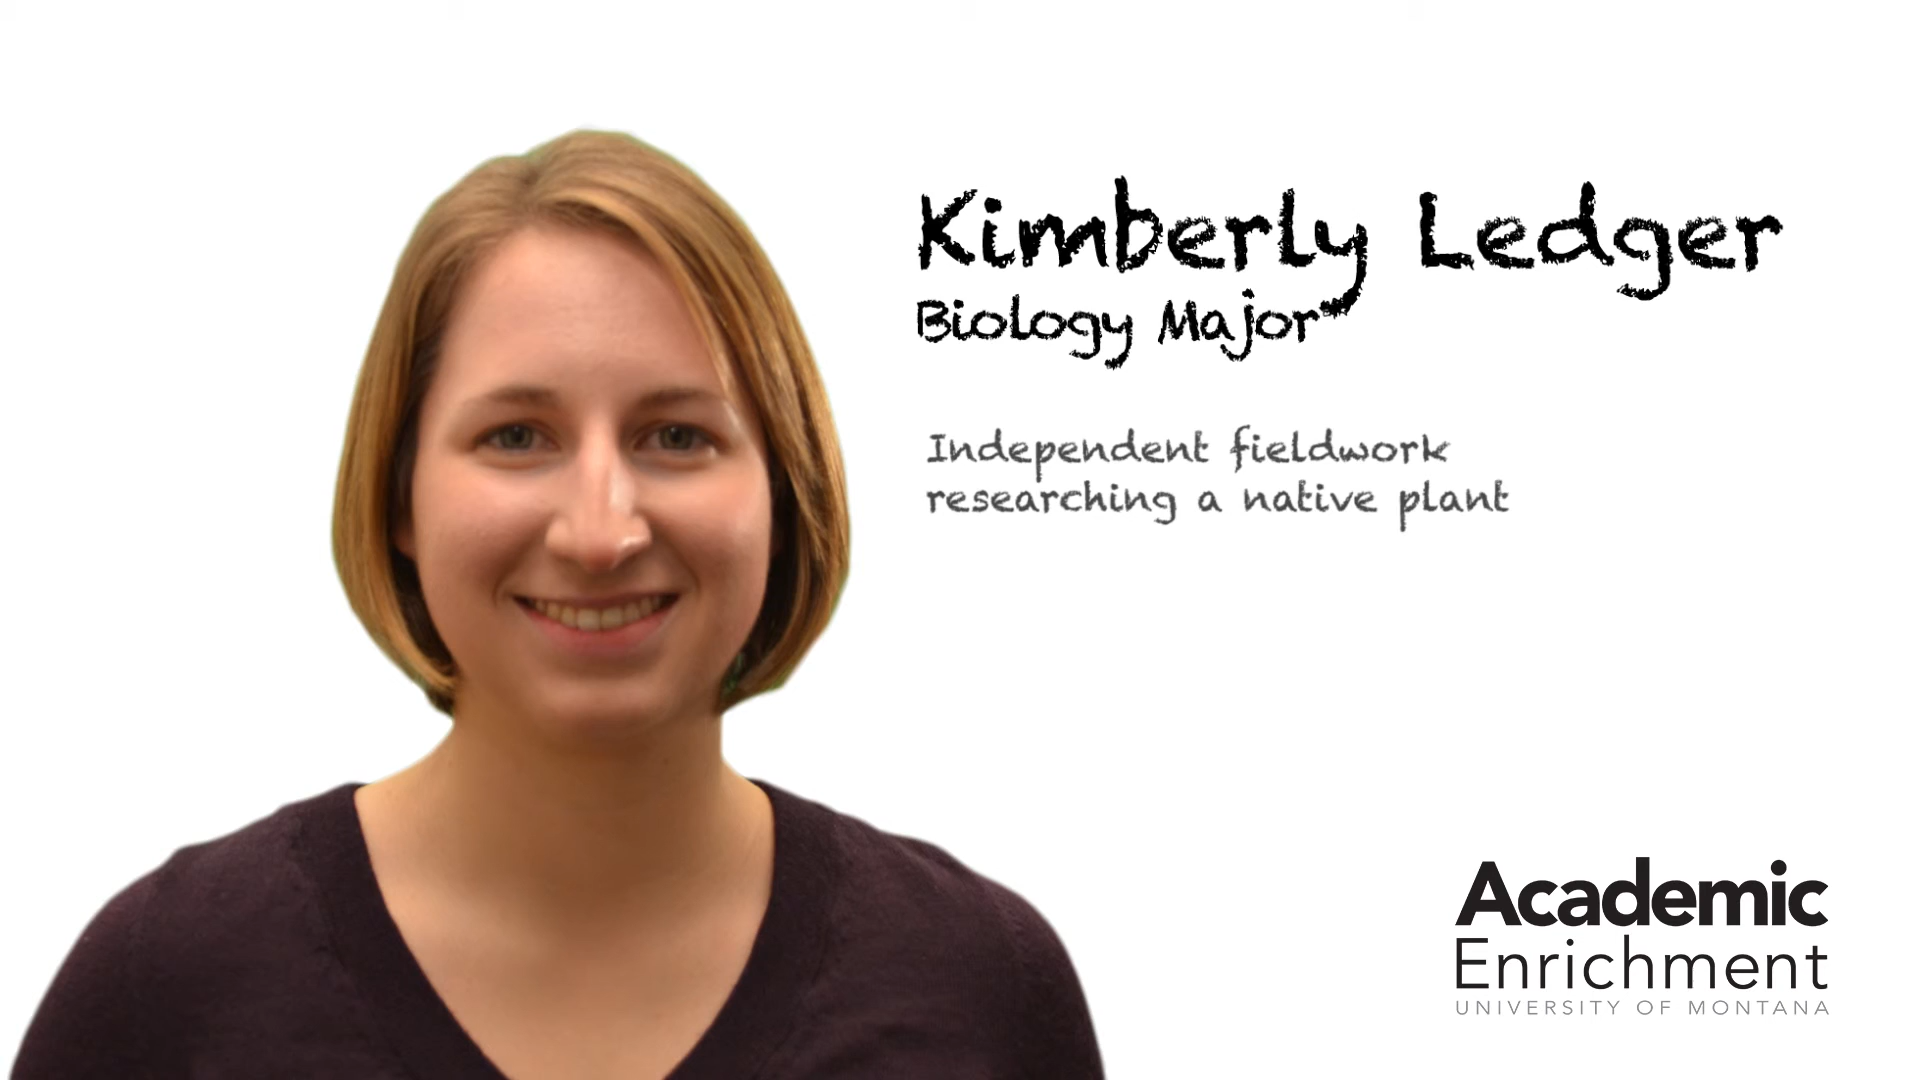 Kimberly Ledger
Biology Major
Independent fieldwork
researching a native plant
Academic
Enrichment
UNIVERSITY OF MONTANA